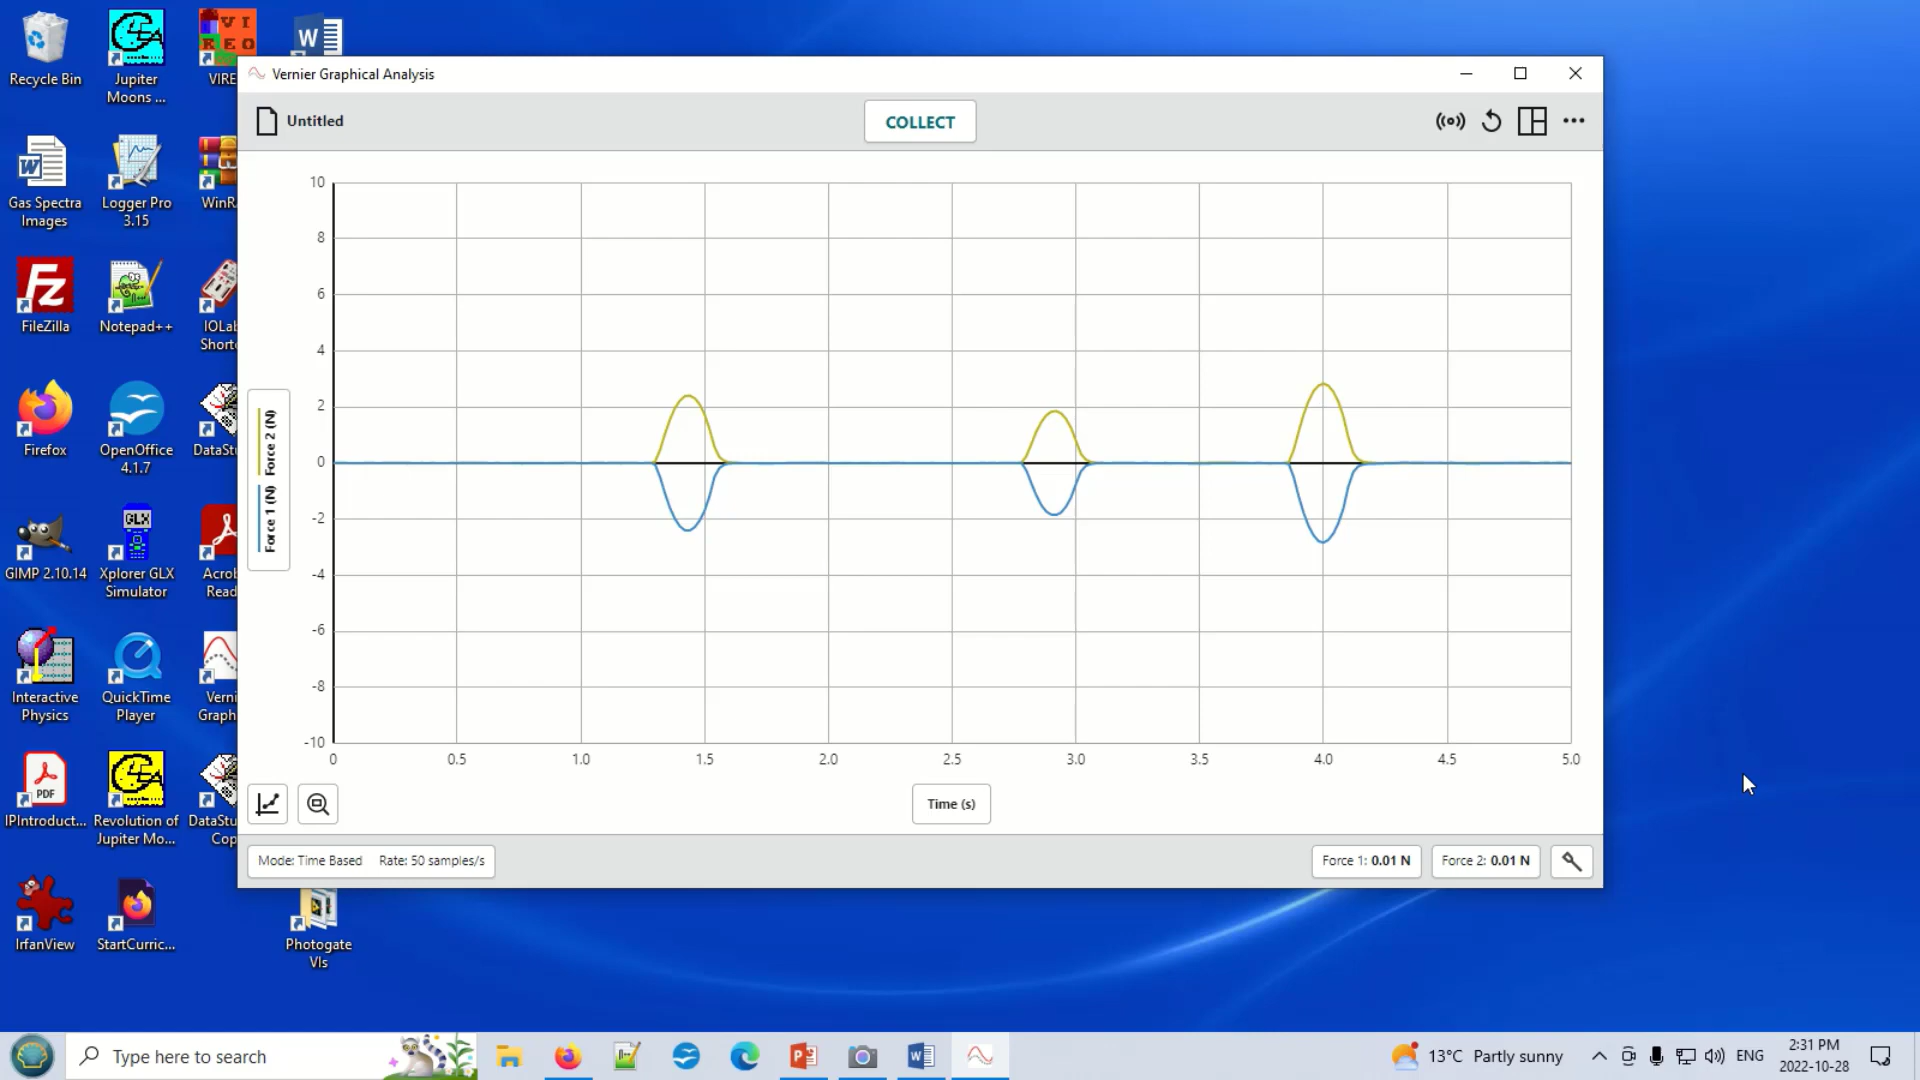 Recycle Bin
Jupiter
Moons ...
VIRE
Vernier Graphical Analysis
Untitled
COLLECT
Gas Spectra
Images
Logger Pro
3.15
WinR
FileZilla
Notepad++
IOLab
Shorto
Firefox
OpenOffice
4.1.7
DataStu
GIMP 2.10.14
Xplorer GLX
Simulator
Acrob
Read
Interactive
Physics
QuickTime
Player
Verni
Graph
IPIntroduct...
Revolution of
Jupiter Mo...
DataStu
Cop
IrfanView
StartCurric...
Photogate
VIs
10
8
6
4
2
0
-2
-4
-6
-8
-10
Force 2 (N)
Force 1 (N)
0 0.5 1.0 1.5 2.0 2.5 3.0 3.5 4.0 4.5 5.0
Time (s)
Mode: Time Based Rate: 50 samples/s
Force 1: 0.01 N
Force 2: 0.01 N
Type here to search
13°C Partly sunny
ENG
2:31 PM
2022-10-28